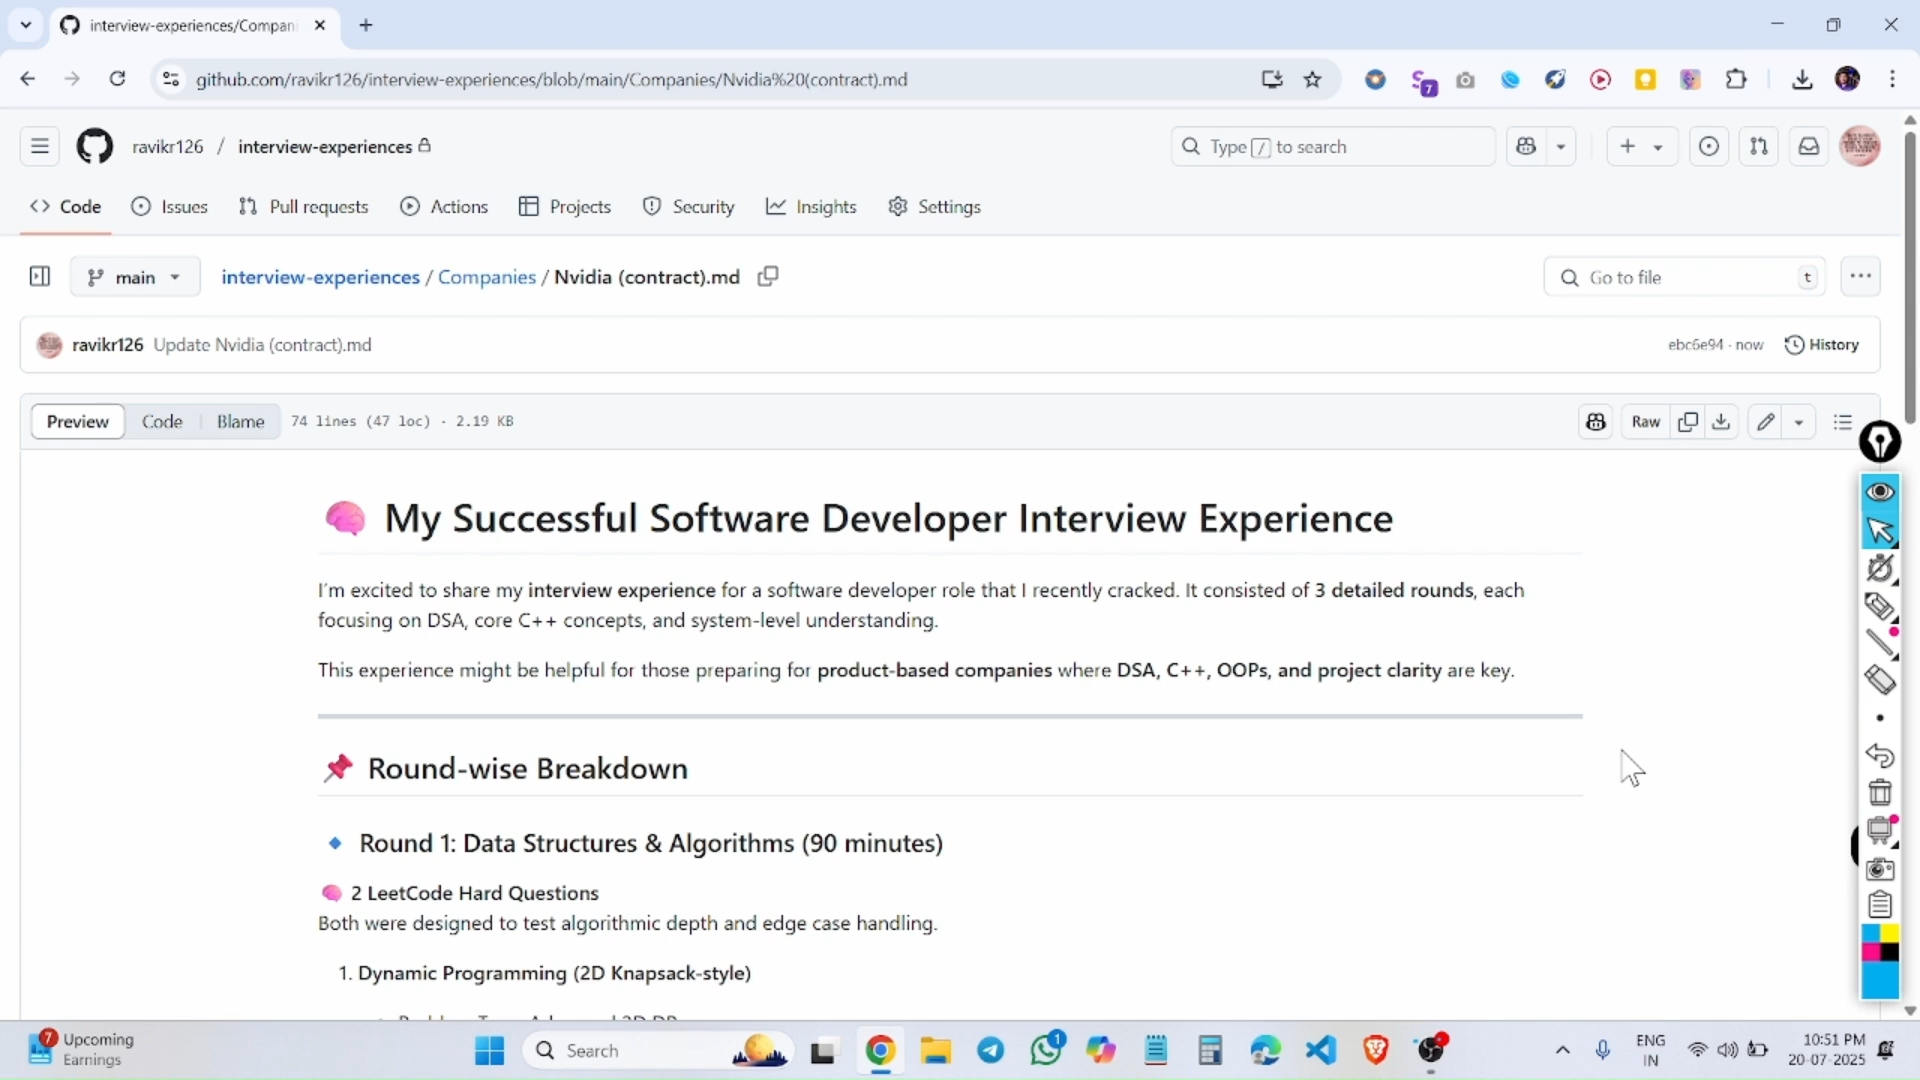 interview-experiences/Compan
github.com/ravikr126/interview-experiences/blob/main/Companies/Nvidia%20(contract).md
7
ravikr126 / interview-experiences
Type / to search
Code
Issues
Pull requests
Actions
Projects
Security
Insights
Settings
main
interview-experiences / Companies / Nvidia (contract).md
Go to file
t
ravikr126 Update Nvidia (contract).md
ebc6e94 · now
History
Preview
Code
Blame
74 lines (47 loc) · 2.19 KB
Raw
🧠 My Successful Software Developer Interview Experience
I'm excited to share my interview experience for a software developer role that I recently cracked. It consisted of 3 detailed rounds, each
focusing on DSA, core C++ concepts, and system-level understanding.
This experience might be helpful for those preparing for product-based companies where DSA, C++, OOPs, and project clarity are key.
📌 Round-wise Breakdown
🔹 Round 1: Data Structures & Algorithms (90 minutes)
🧠 2 LeetCode Hard Questions
Both were designed to test algorithmic depth and edge case handling.
1. Dynamic Programming (2D Knapsack-style)
7
Upcoming
Earnings
Search
1
ENG
IN
10:51 PM
20-07-2025